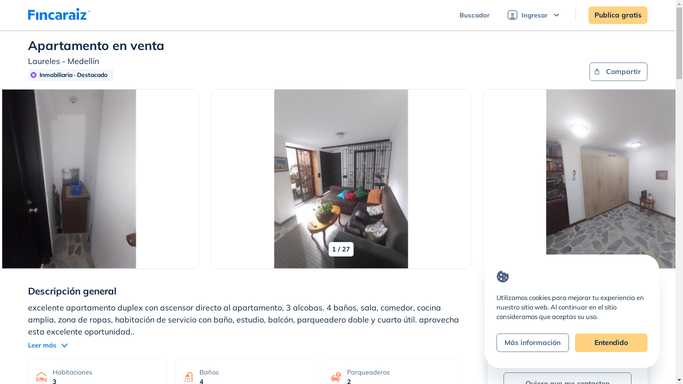 Fincaraiz
Buscador
Ingresar
Publica gratis
Apartamento en venta
Laureles - Medellín
Inmobiliaria - Destacado
Compartir
1 / 27
Descripción general
excelente apartamento duplex con ascensor directo al apartamento, 3 alcobas. 4 baños, sala, comedor, cocina
amplia, zona de ropas, habitación de servicio con baño, estudio, balcón, parqueadero doble y cuarto útil. aprovecha
esta excelente oportunidad..
Leer más
Habitaciones
3
Baños
4
Parqueaderos
2
Utilizamos cookies para mejorar tu experiencia en
nuestro sitio web. Al continuar en el sitio
consideramos que aceptas su uso.
Más información
Entendido
Quiero que me contacten